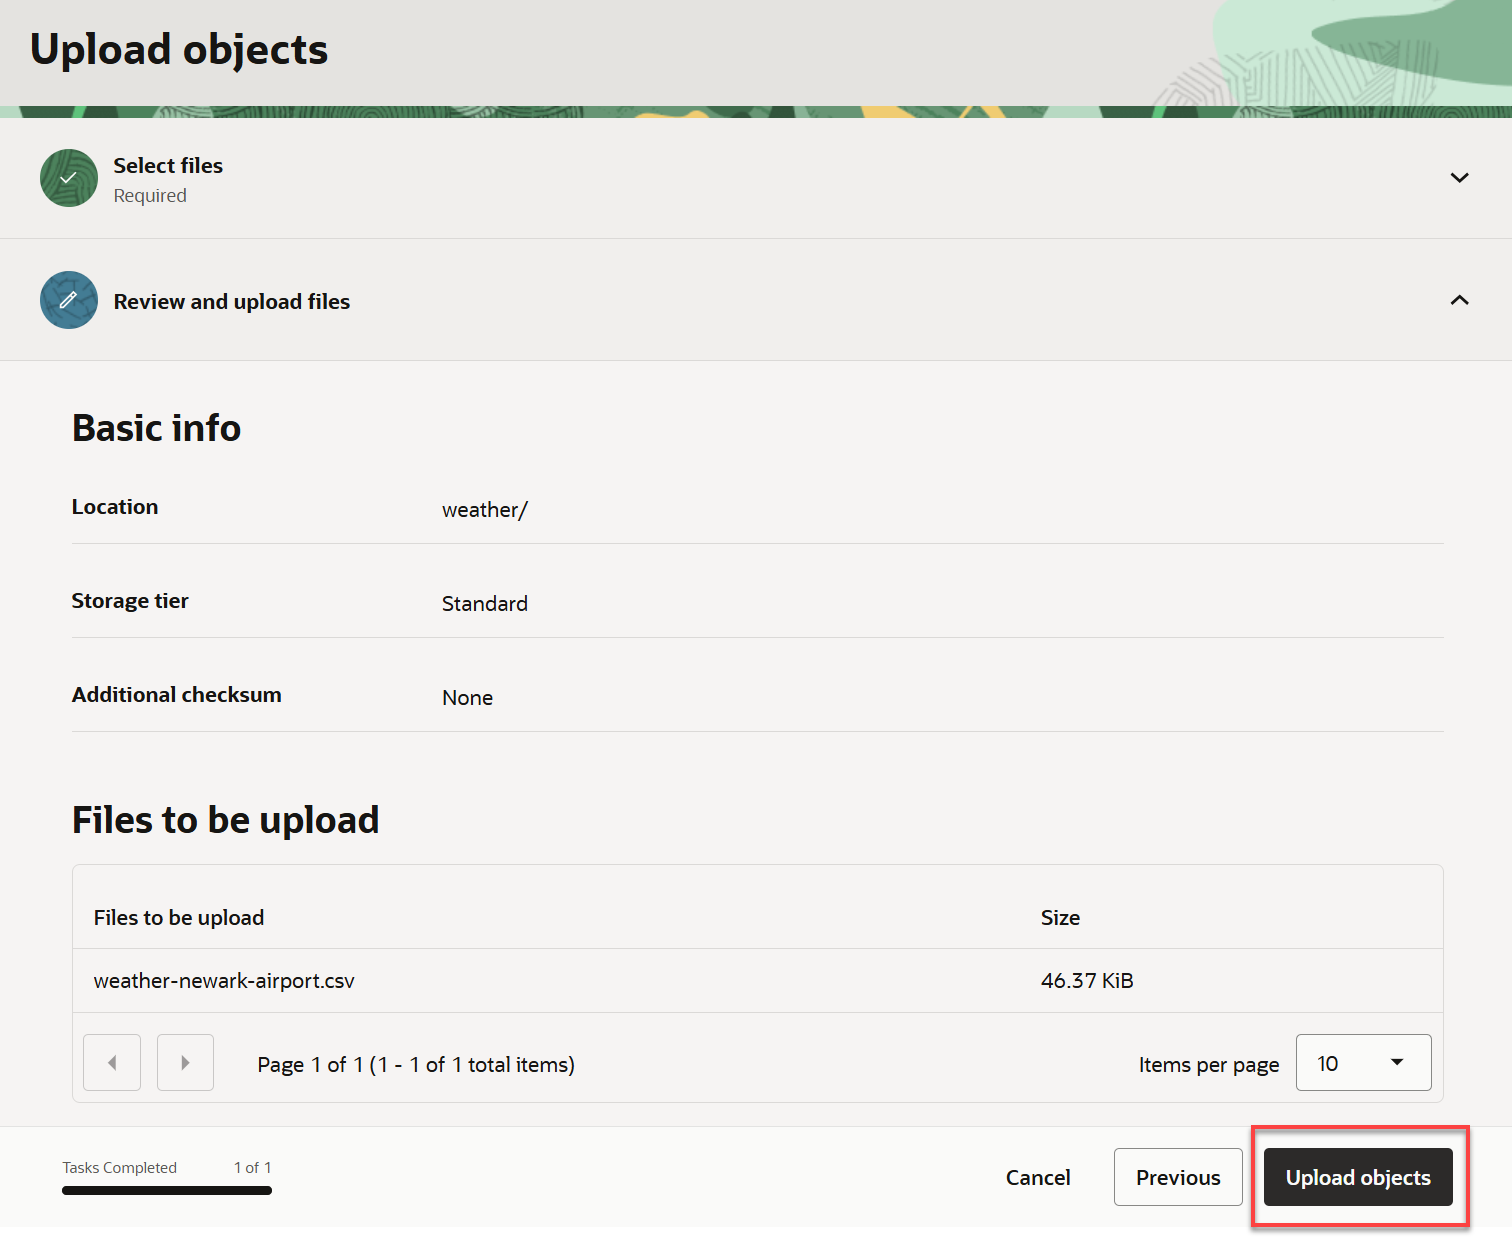 Upload objects
Select files
Required
Review and upload files
Basic info
Location weather/
Storage tier Standard
Additional checksum None
Files to be upload
Files to be upload Size
weather-newark-airport.csv 46.37 KiB
Page 1 of 1 (1 - 1 of 1 total items) Items per page 10
Tasks Completed 1 of 1
Cancel Previous Upload objects